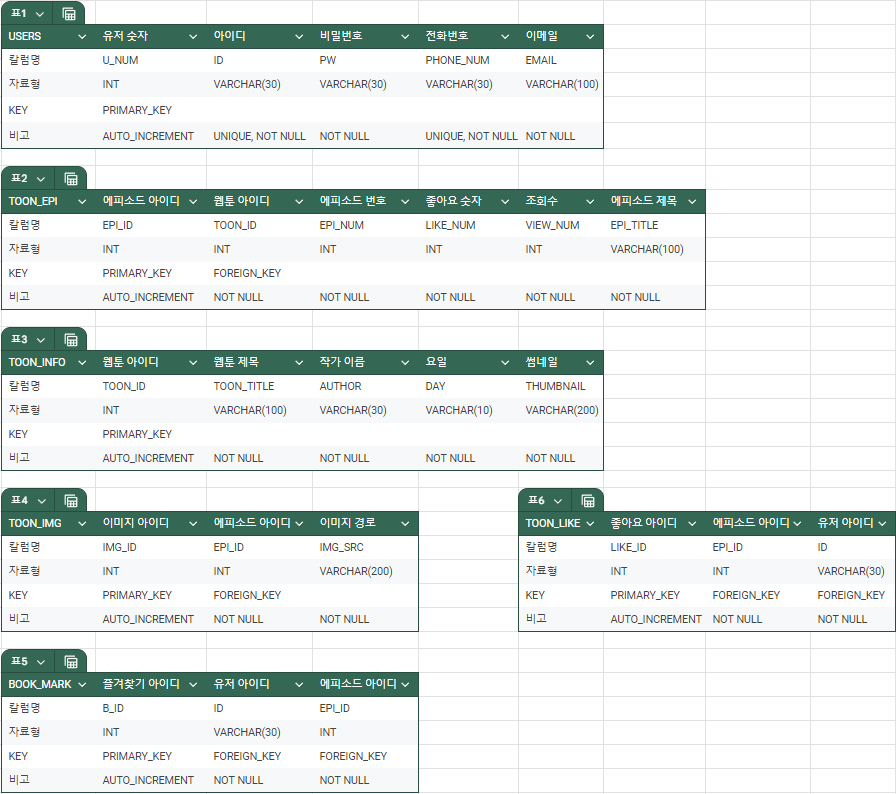 표1
USERS 유저 숫자 아이디 비밀번호 전화번호 이메일
칼럼명 U_NUM ID PW PHONE_NUM EMAIL
자료형 INT VARCHAR(30) VARCHAR(30) VARCHAR(30) VARCHAR(100)
KEY PRIMARY_KEY
비고 AUTO_INCREMENT UNIQUE, NOT NULL NOT NULL UNIQUE, NOT NULL NOT NULL
표2
TOON_EPI 에피소드 아이디 웹툰 아이디 에피소드 번호 좋아요 숫자 조회수 에피소드 제목
칼럼명 EPI_ID TOON_ID EPI_NUM LIKE_NUM VIEW_NUM EPI_TITLE
자료형 INT INT INT INT INT VARCHAR(100)
KEY PRIMARY_KEY FOREIGN_KEY
비고 AUTO_INCREMENT NOT NULL NOT NULL NOT NULL NOT NULL NOT NULL
표3
TOON_INFO 웹툰 아이디 웹툰 제목 작가 이름 요일 썸네일
칼럼명 TOON_ID TOON_TITLE AUTHOR DAY THUMBNAIL
자료형 INT VARCHAR(100) VARCHAR(30) VARCHAR(10) VARCHAR(200)
KEY PRIMARY_KEY
비고 AUTO_INCREMENT NOT NULL NOT NULL NOT NULL NOT NULL
표4
TOON_IMG 이미지 아이디 에피소드 아이디 이미지 경로
칼럼명 IMG_ID EPI_ID IMG_SRC
자료형 INT INT VARCHAR(200)
KEY PRIMARY_KEY FOREIGN_KEY
비고 AUTO_INCREMENT NOT NULL NOT NULL
표6
TOON_LIKE 좋아요 아이디 에피소드 아이디 유저 아이디
칼럼명 LIKE_ID EPI_ID ID
자료형 INT INT VARCHAR(30)
KEY PRIMARY_KEY FOREIGN_KEY FOREIGN_KEY
비고 AUTO_INCREMENT NOT NULL NOT NULL
표5
BOOK_MARK 즐겨찾기 아이디 유저 아이디 에피소드 아이디
칼럼명 B_ID ID EPI_ID
자료형 INT VARCHAR(30) INT
KEY PRIMARY_KEY FOREIGN_KEY FOREIGN_KEY
비고 AUTO_INCREMENT NOT NULL NOT NULL